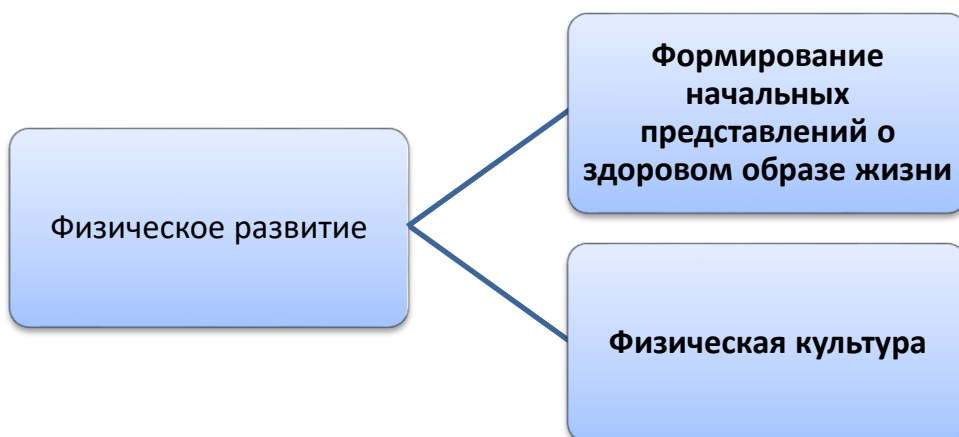 Физическое развитие
Формирование
начальных
представлений о
здоровом образе жизни
Физическая культура